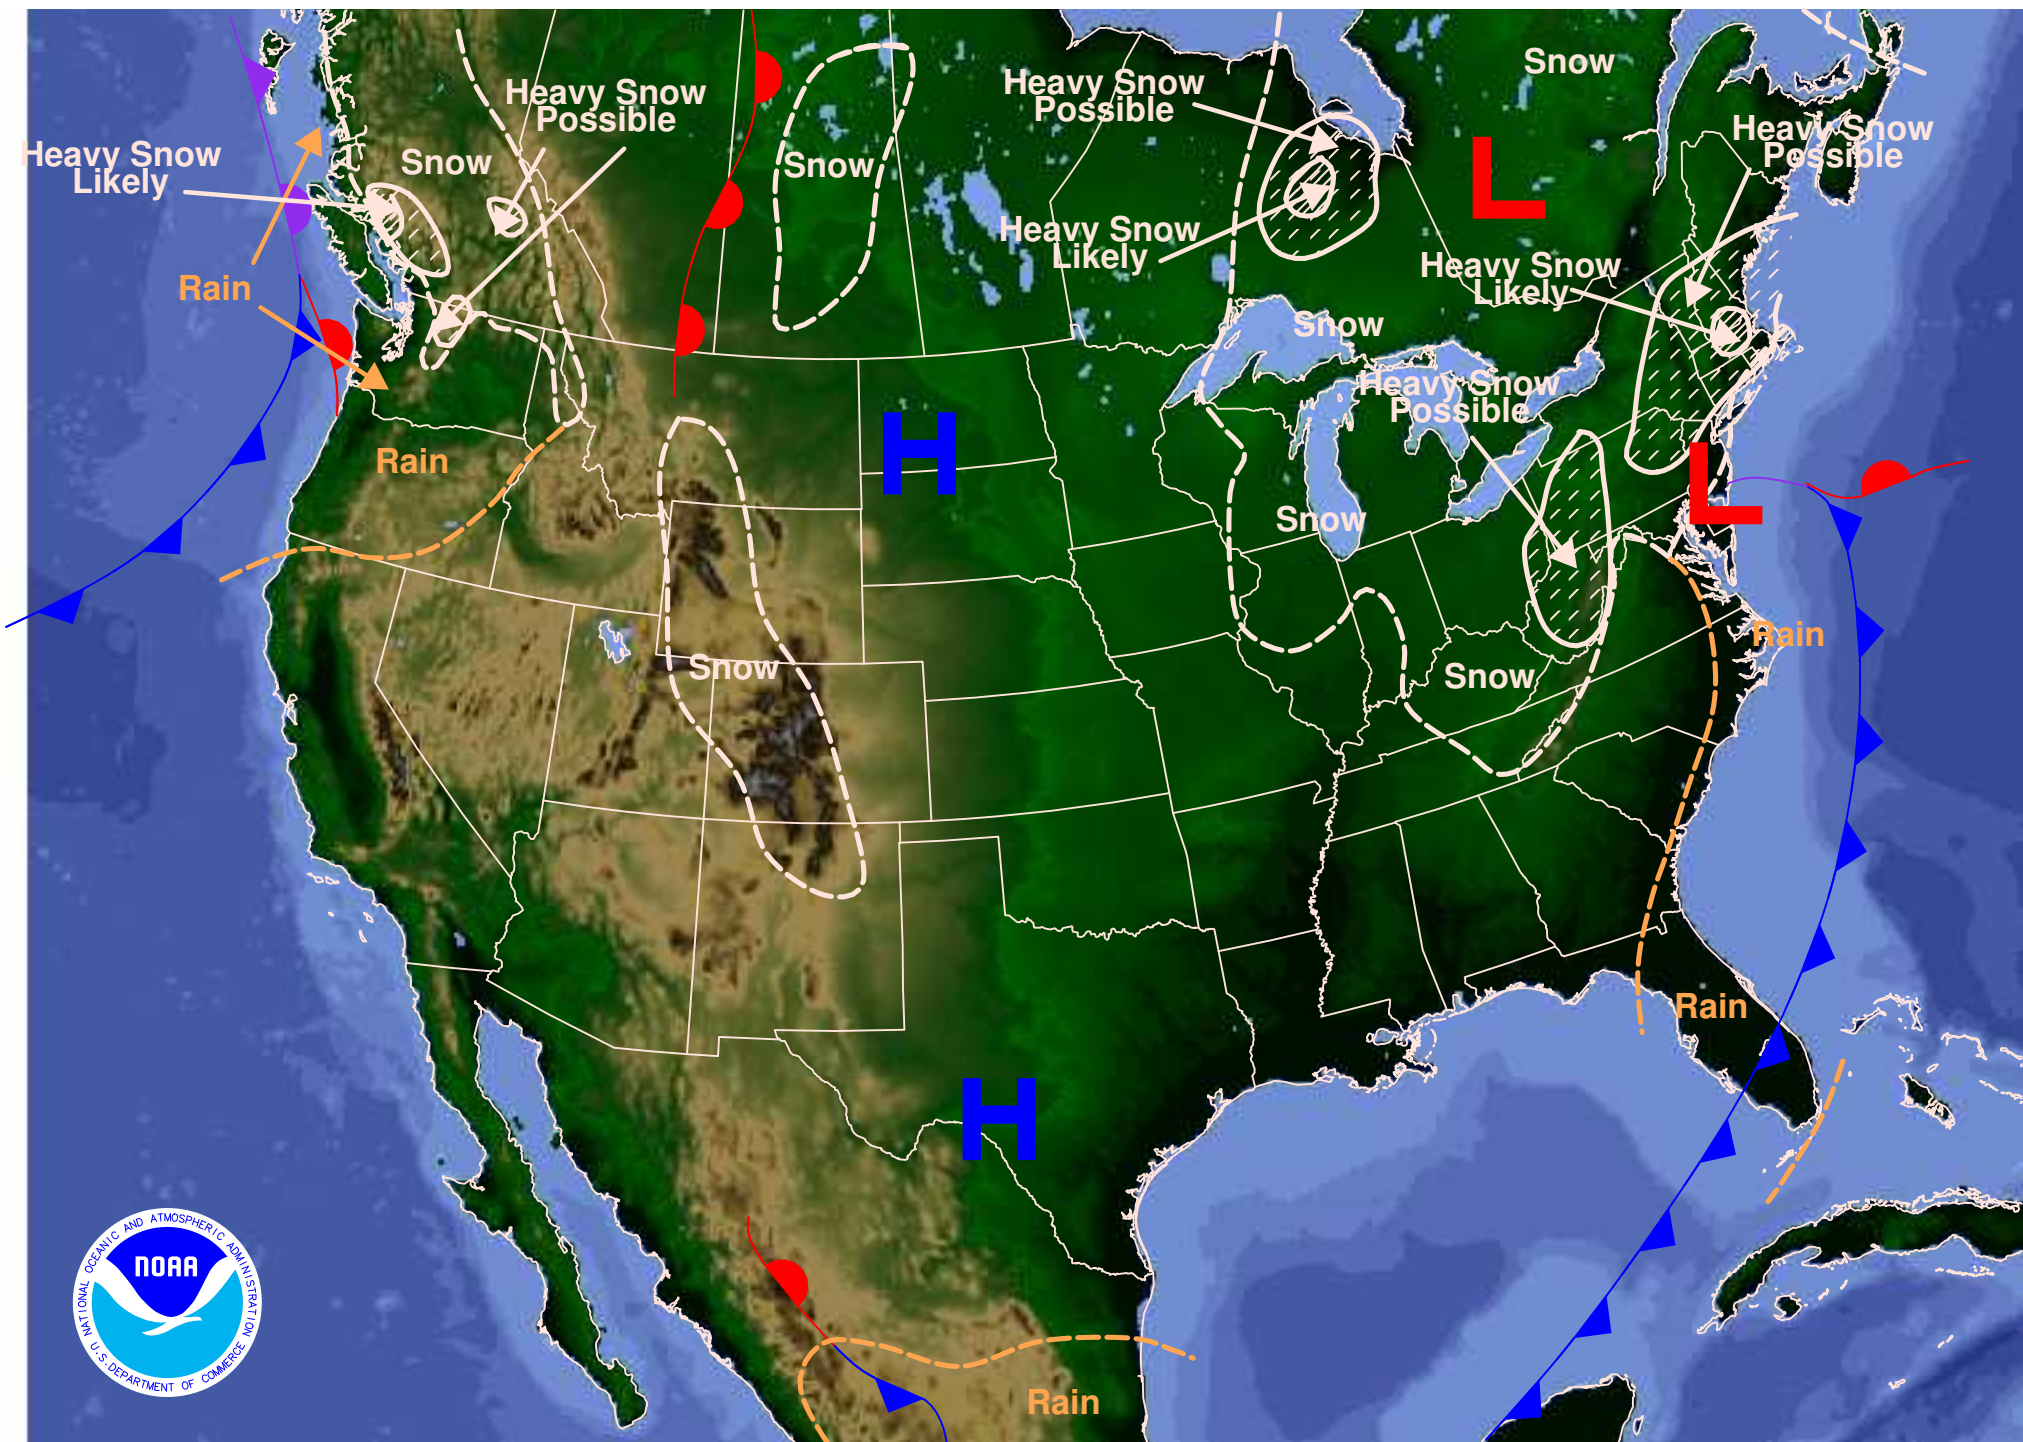 Snow
Heavy Snow
Possible
Heavy Snow
Possible
Heavy Snow
Possible
Heavy Snow
Likely
Snow
Snow
Heavy Snow
Likely
L
Heavy Snow
Likely
Rain
Snow
Heavy Snow
Possible
H
Rain
L
Snow
Rain
Snow
Snow
Rain
H
NATIONAL OCEANIC AND ATMOSPHERIC ADMINISTRATION
NOAA
U.S. DEPARTMENT OF COMMERCE
Rain